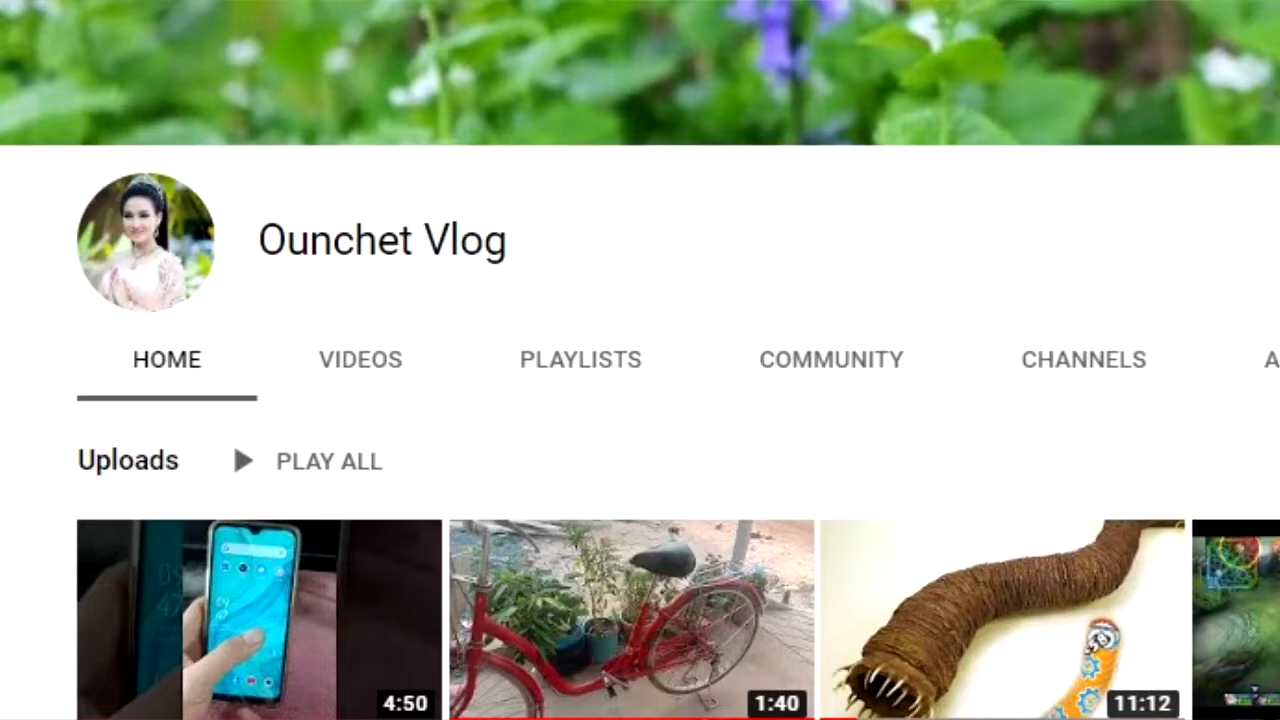 Ounchet Vlog
HOME VIDEOS PLAYLISTS COMMUNITY CHANNELS A
Uploads PLAY ALL
4:50 1:40 11:12